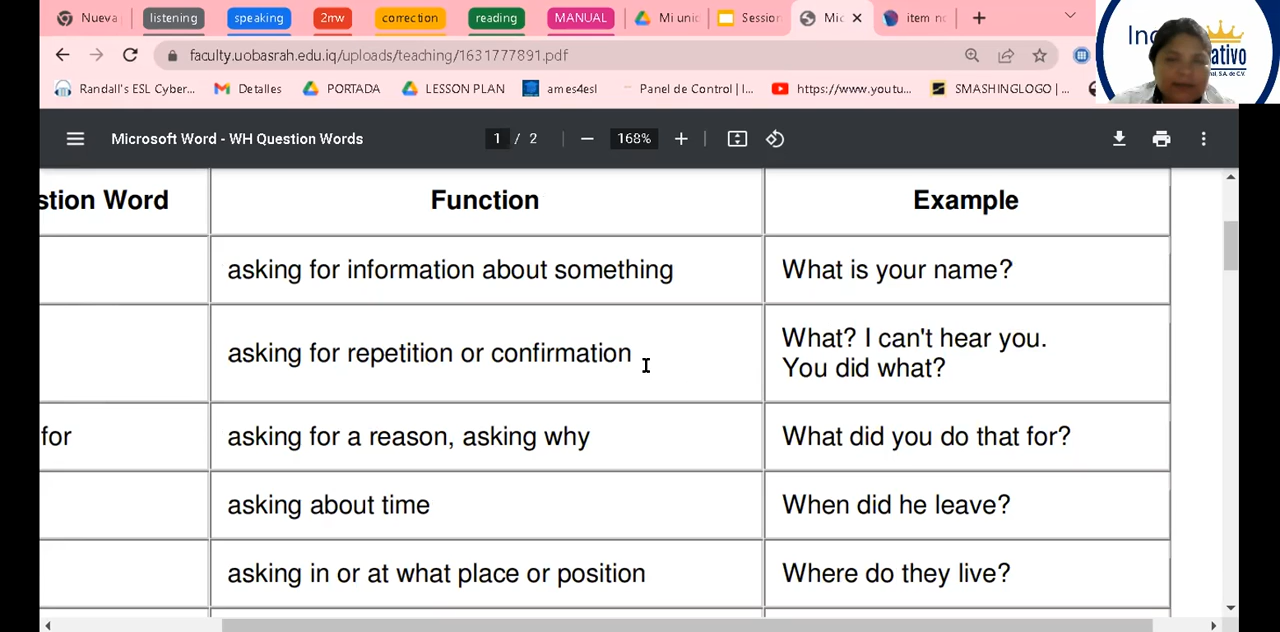 Nueva
listening
speaking
2mw
correction
reading
MANUAL
Mi uni
Session
Mic
item no
faculty.uobasrah.edu.iq/uploads/teaching/1631777891.pdf
Randall's ESL Cyber...
Detalles
PORTADA
LESSON PLAN
ames4esl
Panel de Control | I...
https://www.youtu...
SMASHINGLOGO | ...
Microsoft Word - WH Question Words
1 / 2
168%
stion Word
Function
Example
asking for information about something
What is your name?
asking for repetition or confirmation
What? I can't hear you.
You did what?
for
asking for a reason, asking why
What did you do that for?
asking about time
When did he leave?
asking in or at what place or position
Where do they live?